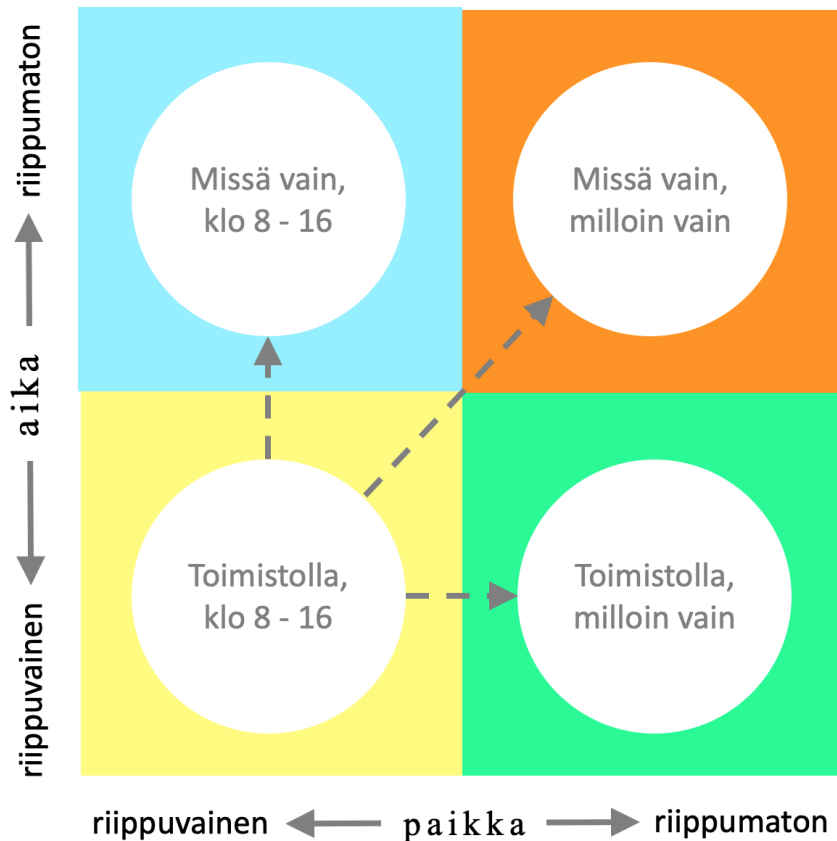 riippumaton
aika
riippuvainen
Missä vain,
klo 8 - 16
Missä vain,
milloin vain
Toimistolla,
klo 8 - 16
Toimistolla,
milloin vain
riippuvainen
paikka
riippumaton